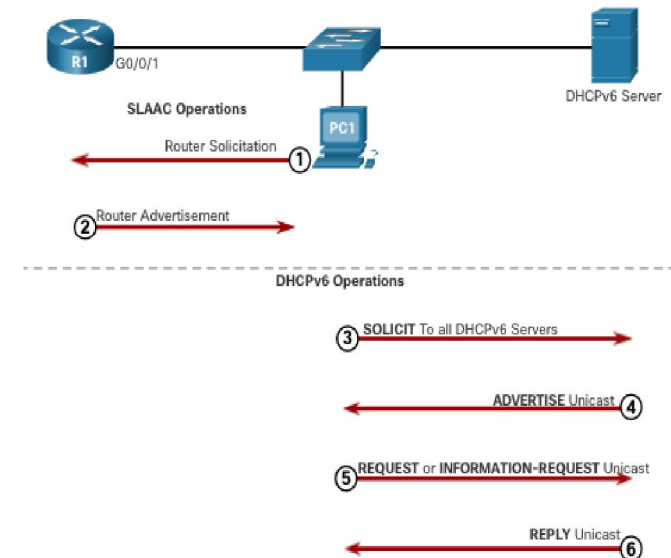 R1
G0/0/1
DHCPv6 Server
SLAAC Operations
PC1
Router Solicitation
1
2
Router Advertisement
DHCPv6 Operations
3
SOLICIT To all DHCPv6 Servers
ADVERTISE Unicast
4
5
REQUEST or INFORMATION-REQUEST Unicast
REPLY Unicast
6